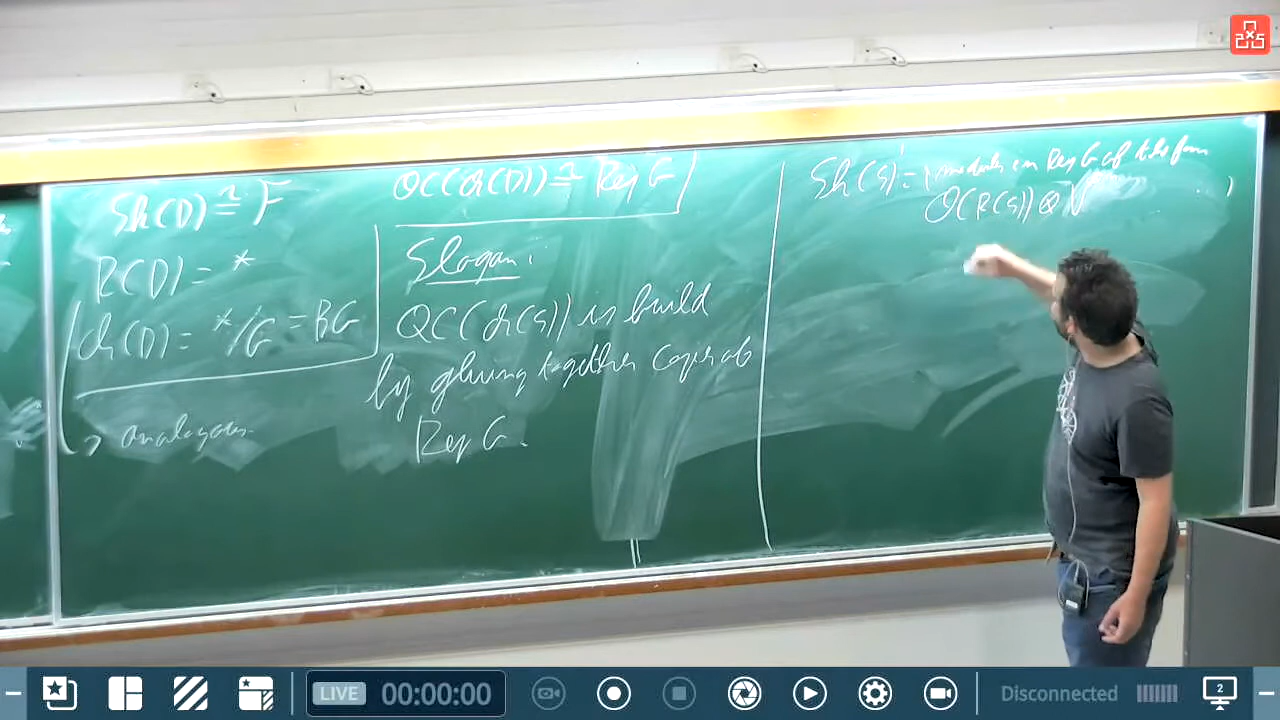 Sh(D) ≅ F
R(D) = *
Ch(D) = */G = BG
→ analogous
QC(Ch(D)) ≅ Rep G
Slogan:
QC(Ch(S)) is build
by gluing together copies of
Rep G.
Sh(S) = { modules in Rep G of the form
O(R(S)) ⊗ V }
LIVE 00:00:00
Disconnected
2